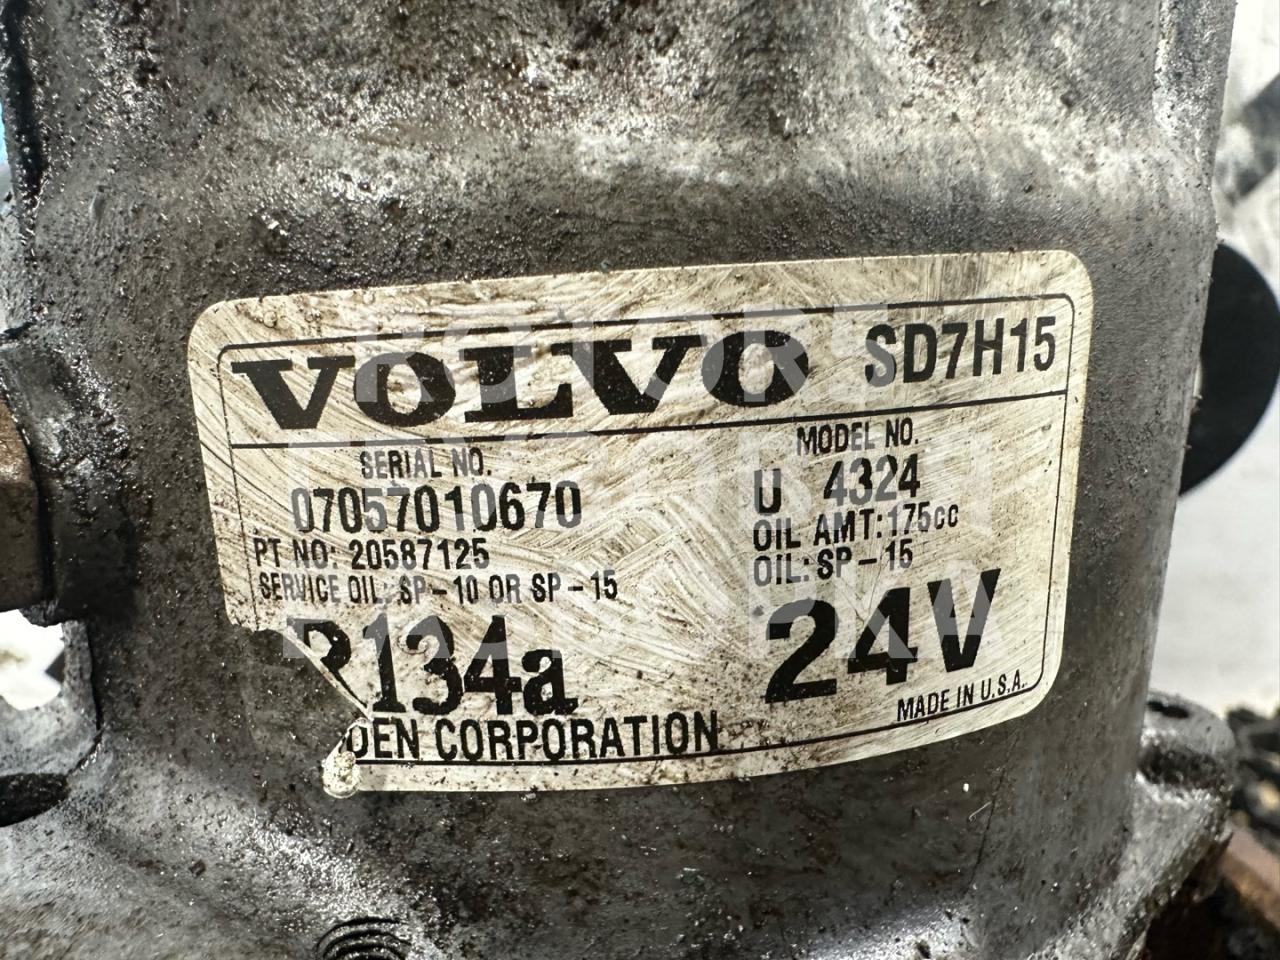 VOLVO SD7H15
SERIAL NO.
07057010670
PT NO: 20587125
SERVICE OIL: SP-10 OR SP-15
R134a
DEN CORPORATION
MODEL NO.
U 4324
OIL AMT: 175cc
OIL: SP-15
24V
MADE IN U.S.A.